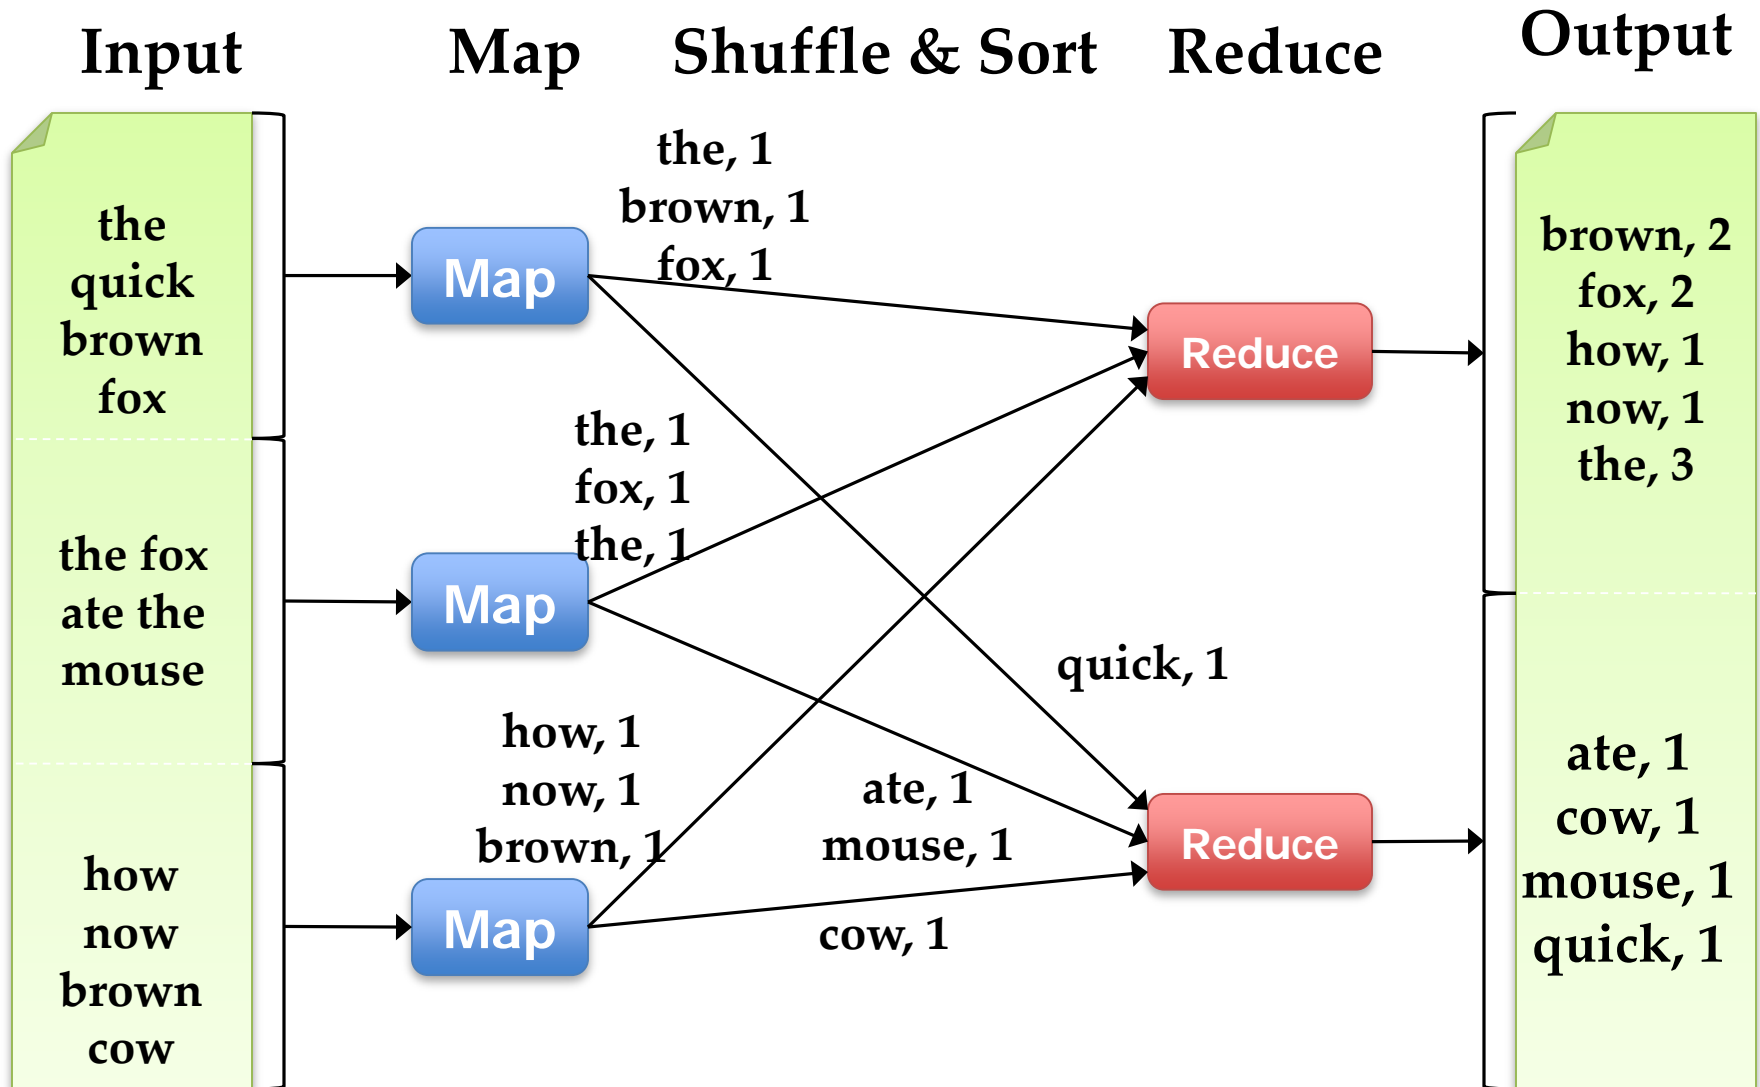 Input
Map
Shuffle & Sort
Reduce
Output
the
quick
brown
fox
the fox
ate the
mouse
how
now
brown
cow
Map
Map
Map
the, 1
brown, 1
fox, 1
the, 1
fox, 1
the, 1
how, 1
now, 1
brown, 1
quick, 1
ate, 1
mouse, 1
cow, 1
Reduce
Reduce
brown, 2
fox, 2
how, 1
now, 1
the, 3
ate, 1
cow, 1
mouse, 1
quick, 1